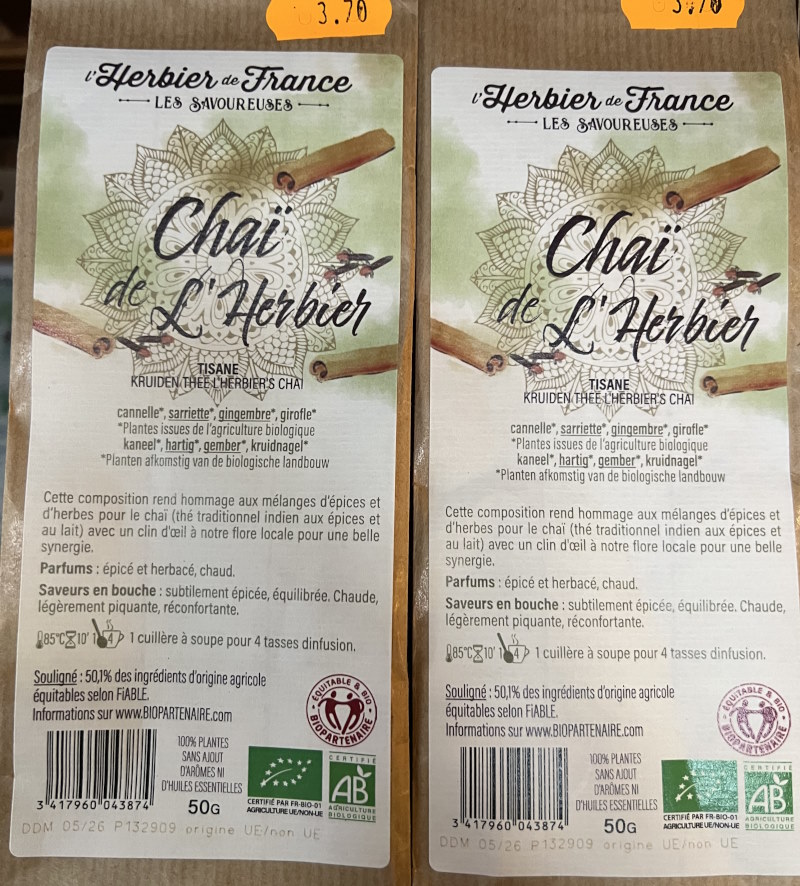 3.70
l'Herbier de France
LES SAVOUREUSES
Chaï
de L'Herbier
TISANE
KRUIDEN THEE L'HERBIER'S CHAI
cannelle*, sarriette*, gingembre*, girofle*
*Plantes issues de l'agriculture biologique
kaneel*, hartig*, gember*, kruidnagel*
*Planten afkomstig van de biologische landbouw
Cette composition rend hommage aux mélanges d'épices et
d'herbes pour le chaï (thé traditionnel indien aux épices et
au lait) avec un clin d'œil à notre flore locale pour une belle
synergie.
Parfums : épicé et herbacé, chaud.
Saveurs en bouche : subtilement épicée, équilibrée. Chaude,
légèrement piquante, réconfortante.
85°C 10' 1 4 1 cuillère à soupe pour 4 tasses dinfusion.
Souligné : 50,1% des ingrédients d'origine agricole
équitables selon FiABLE.
Informations sur www.BIOPARTENAIRE.com
EQUITABLE & BIO
BIOPARTENAIRE
100% PLANTES
SANS AJOUT
D'ARÔMES NI
D'HUILES ESSENTIELLES
50G
3 417960 043874
CERTIFIÉ PAR FR-BIO-01
AGRICULTURE UE/NON-UE
CERTIFIÉ
AB
AGRICULTURE
BIOLOGIQUE
DDM 05/26 P132909 origine UE/non UE
3.70
l'Herbier de France
LES SAVOUREUSES
Chaï
de L'Herbier
TISANE
KRUIDEN THEE L'HERBIER'S CHAI
cannelle*, sarriette*, gingembre*, girofle*
*Plantes issues de l'agriculture biologique
kaneel*, hartig*, gember*, kruidnagel*
*Planten afkomstig van de biologische landbouw
Cette composition rend hommage aux mélanges d'épices et
d'herbes pour le chaï (thé traditionnel indien aux épices et
au lait) avec un clin d'œil à notre flore locale pour une belle
synergie.
Parfums : épicé et herbacé, chaud.
Saveurs en bouche : subtilement épicée, équilibrée. Chaude,
légèrement piquante, réconfortante.
85°C 10' 1 4 1 cuillère à soupe pour 4 tasses dinfusion.
Souligné : 50,1% des ingrédients d'origine agricole
équitables selon FiABLE.
Informations sur www.BIOPARTENAIRE.com
EQUITABLE & BIO
BIOPARTENAIRE
100% PLANTES
SANS AJOUT
D'ARÔMES NI
D'HUILES ESSENTIELLES
50G
3 417960 043874
CERTIFIÉ PAR FR-BIO-01
AGRICULTURE UE/NON-UE
CERTIFIÉ
AB
AGRICULTURE
BIOLOGIQUE
DDM 05/26 P132909 origine UE/non UE